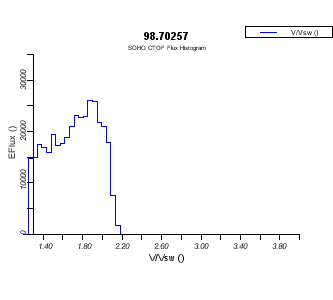 98.70257
SOHO CTOF Flux Histogram
V/Vsw ()
EFlux ()
30000
20000
10000
0
1.40 1.80 2.20 2.60 3.00 3.40 3.80
V/Vsw ()